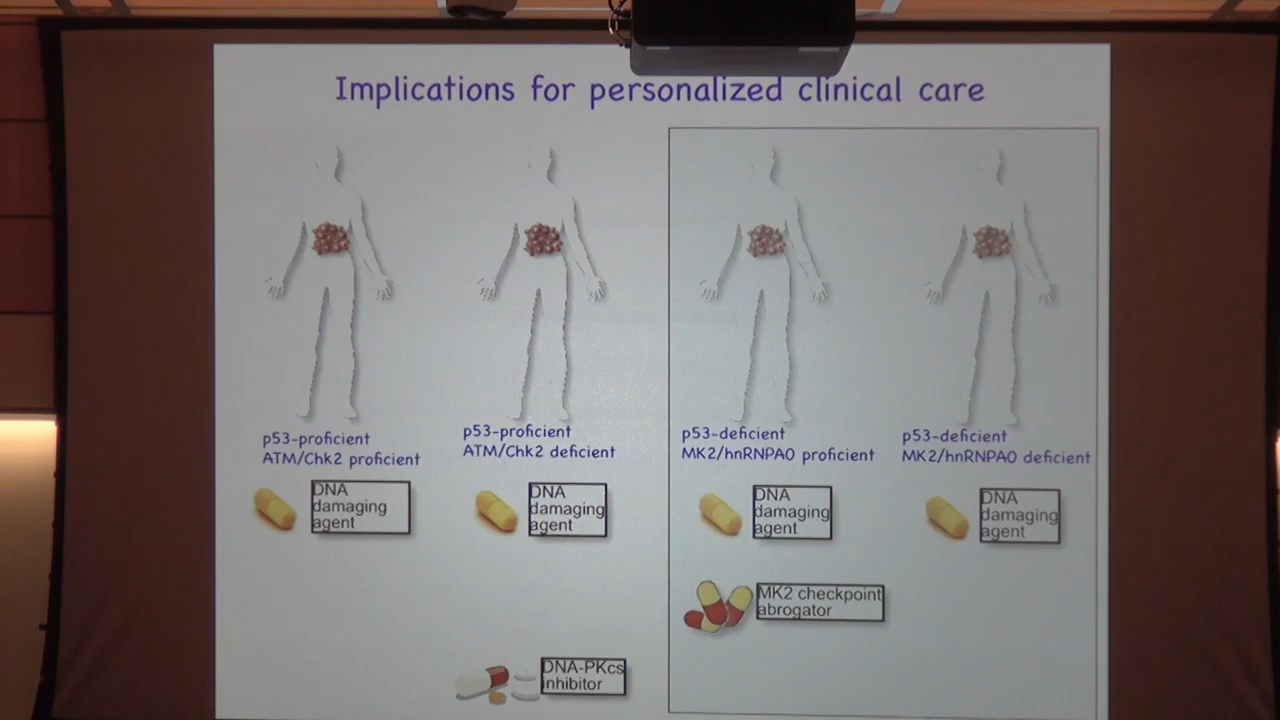 Implications for personalized clinical care
p53-proficient
ATM/Chk2 proficient
DNA
damaging
agent
p53-proficient
ATM/Chk2 deficient
DNA
damaging
agent
DNA-PKcs
inhibitor
p53-deficient
MK2/hnRNPA0 proficient
DNA
damaging
agent
MK2 checkpoint
abrogator
p53-deficient
MK2/hnRNPA0 deficient
DNA
damaging
agent